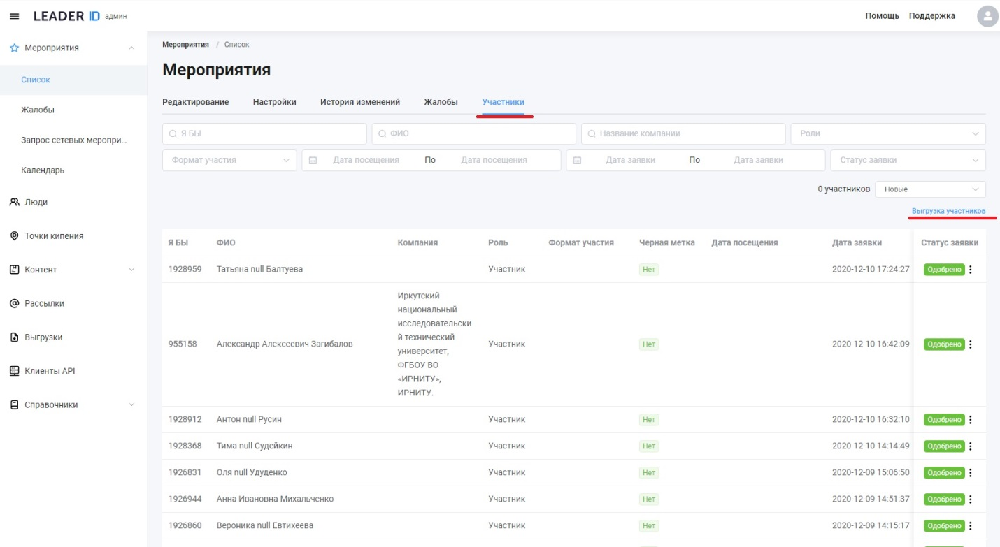 LEADER ID админ
Помощь Поддержка
Мероприятия
Список
Жалобы
Запрос сетевых меропри...
Календарь
Люди
Точки кипения
Контент
Рассылки
Выгрузки
Клиенты API
Справочники
Мероприятия / Список
Мероприятия
Редактирование Настройки История изменений Жалобы Участники
Я БЫ ФИО Название компании Роли
Формат участия Дата посещения По Дата посещения Дата заявки По Дата заявки Статус заявки
0 участников Новые
Выгрузка участников
Я БЫ ФИО Компания Роль Формат участия Черная метка Дата посещения Дата заявки Статус заявки
1928959 Татьяна null Балтуева Участник Нет 2020-12-10 17:24:27 Одобрено
Иркутский
национальный
исследовательски
й технический
955158 Александр Алексеевич Загибалов университет, Участник Нет 2020-12-10 16:42:09 Одобрено
ФГБОУ ВО
«ИРНИТУ»,
ИРНИТУ.
1928912 Антон null Русин Участник Нет 2020-12-10 16:32:10 Одобрено
1928368 Тима null Судейкин Участник Нет 2020-12-10 14:14:49 Одобрено
1926831 Оля null Удуденко Участник Нет 2020-12-09 15:06:50 Одобрено
1926944 Анна Ивановна Михальченко Участник Нет 2020-12-09 14:51:37 Одобрено
1926860 Вероника null Евтихеева Участник Нет 2020-12-09 14:15:17 Одобрено